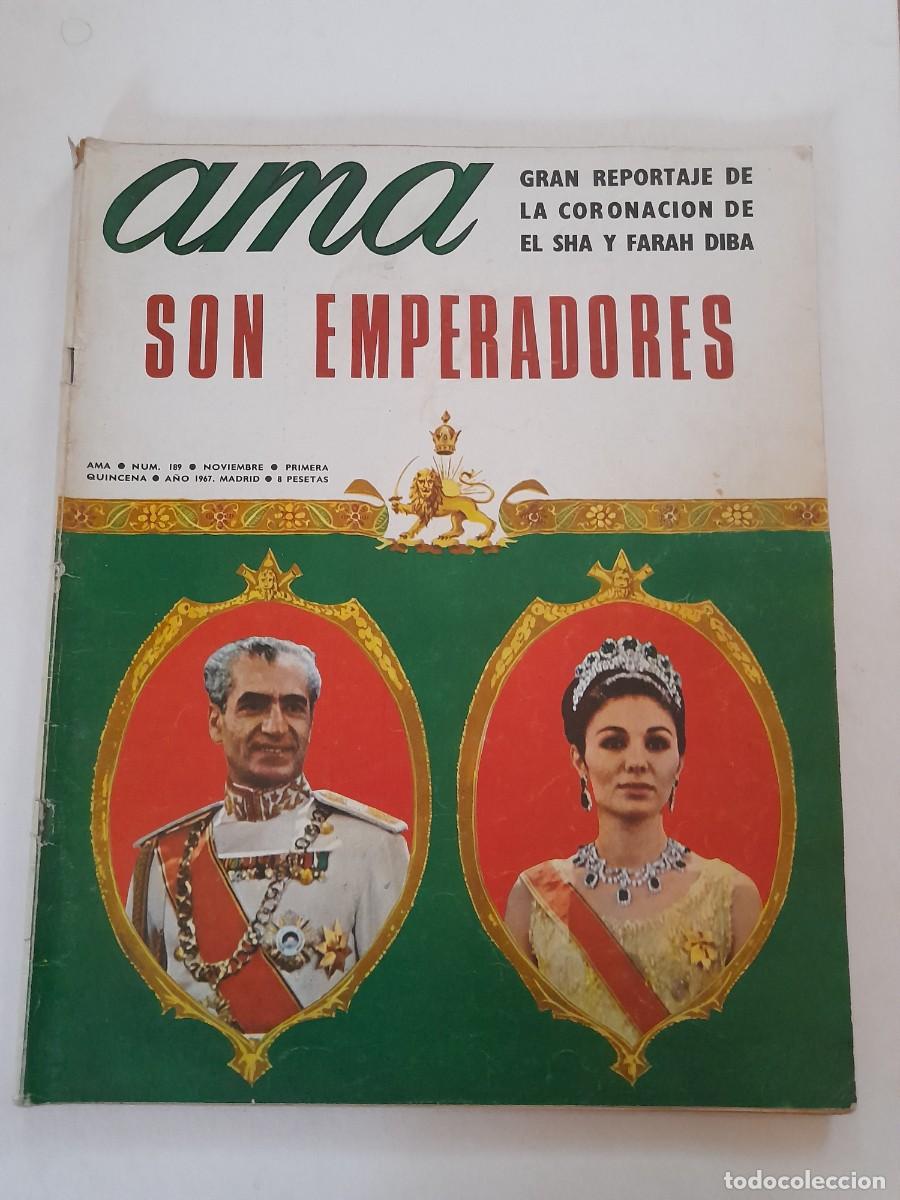 ama
GRAN REPORTAJE DE
LA CORONACION DE
EL SHA Y FARAH DIBA
SON EMPERADORES
AMA ● NUM. 189 ● NOVIEMBRE ● PRIMERA
QUINCENA ● AÑO 1967. MADRID ● 8 PESETAS
todocoleccion